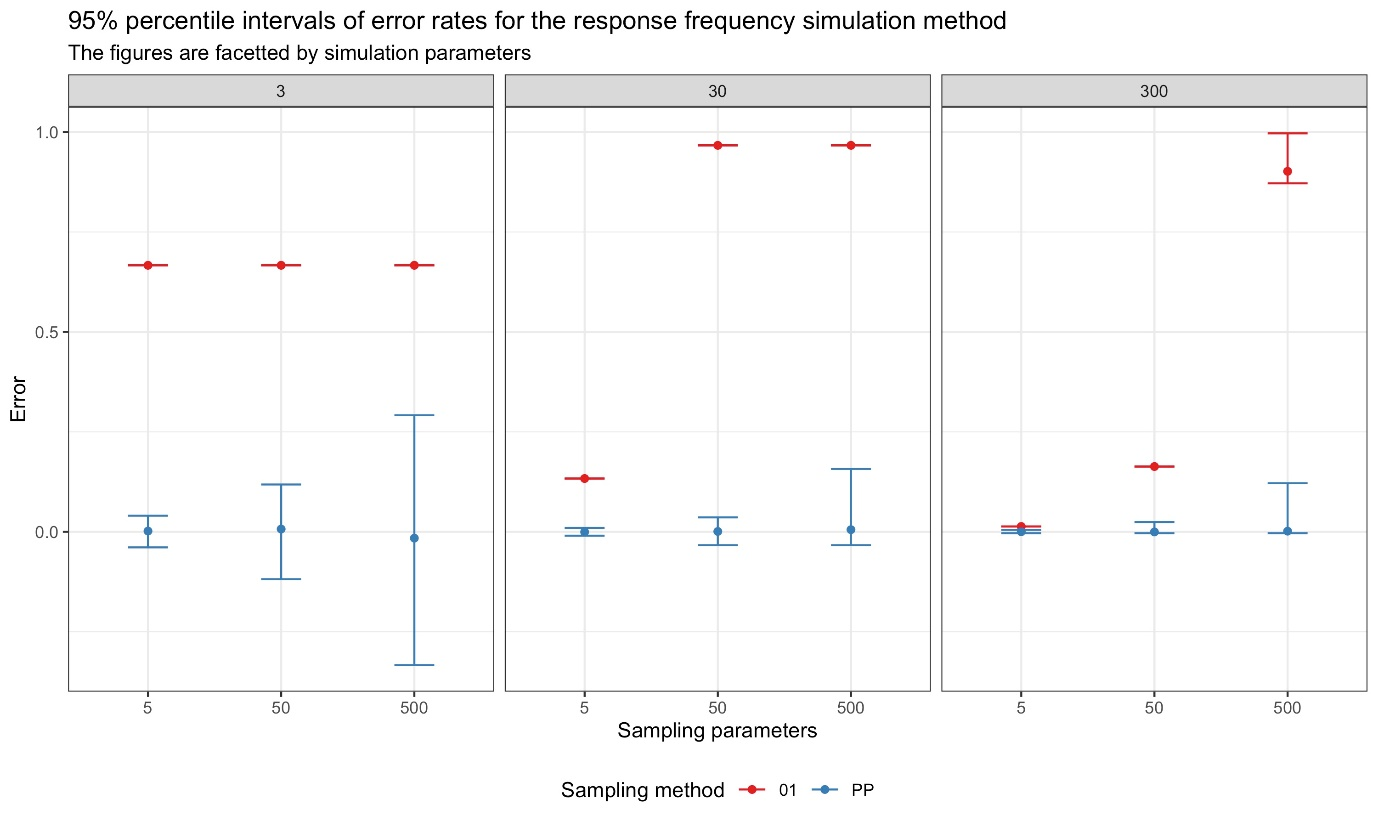 95% percentile intervals of error rates for the response frequency simulation method
The figures are facetted by simulation parameters
3 30 300
1.0
0.5
0.0
Error
5 50 500 5 50 500 5 50 500
Sampling parameters
Sampling method 01 PP